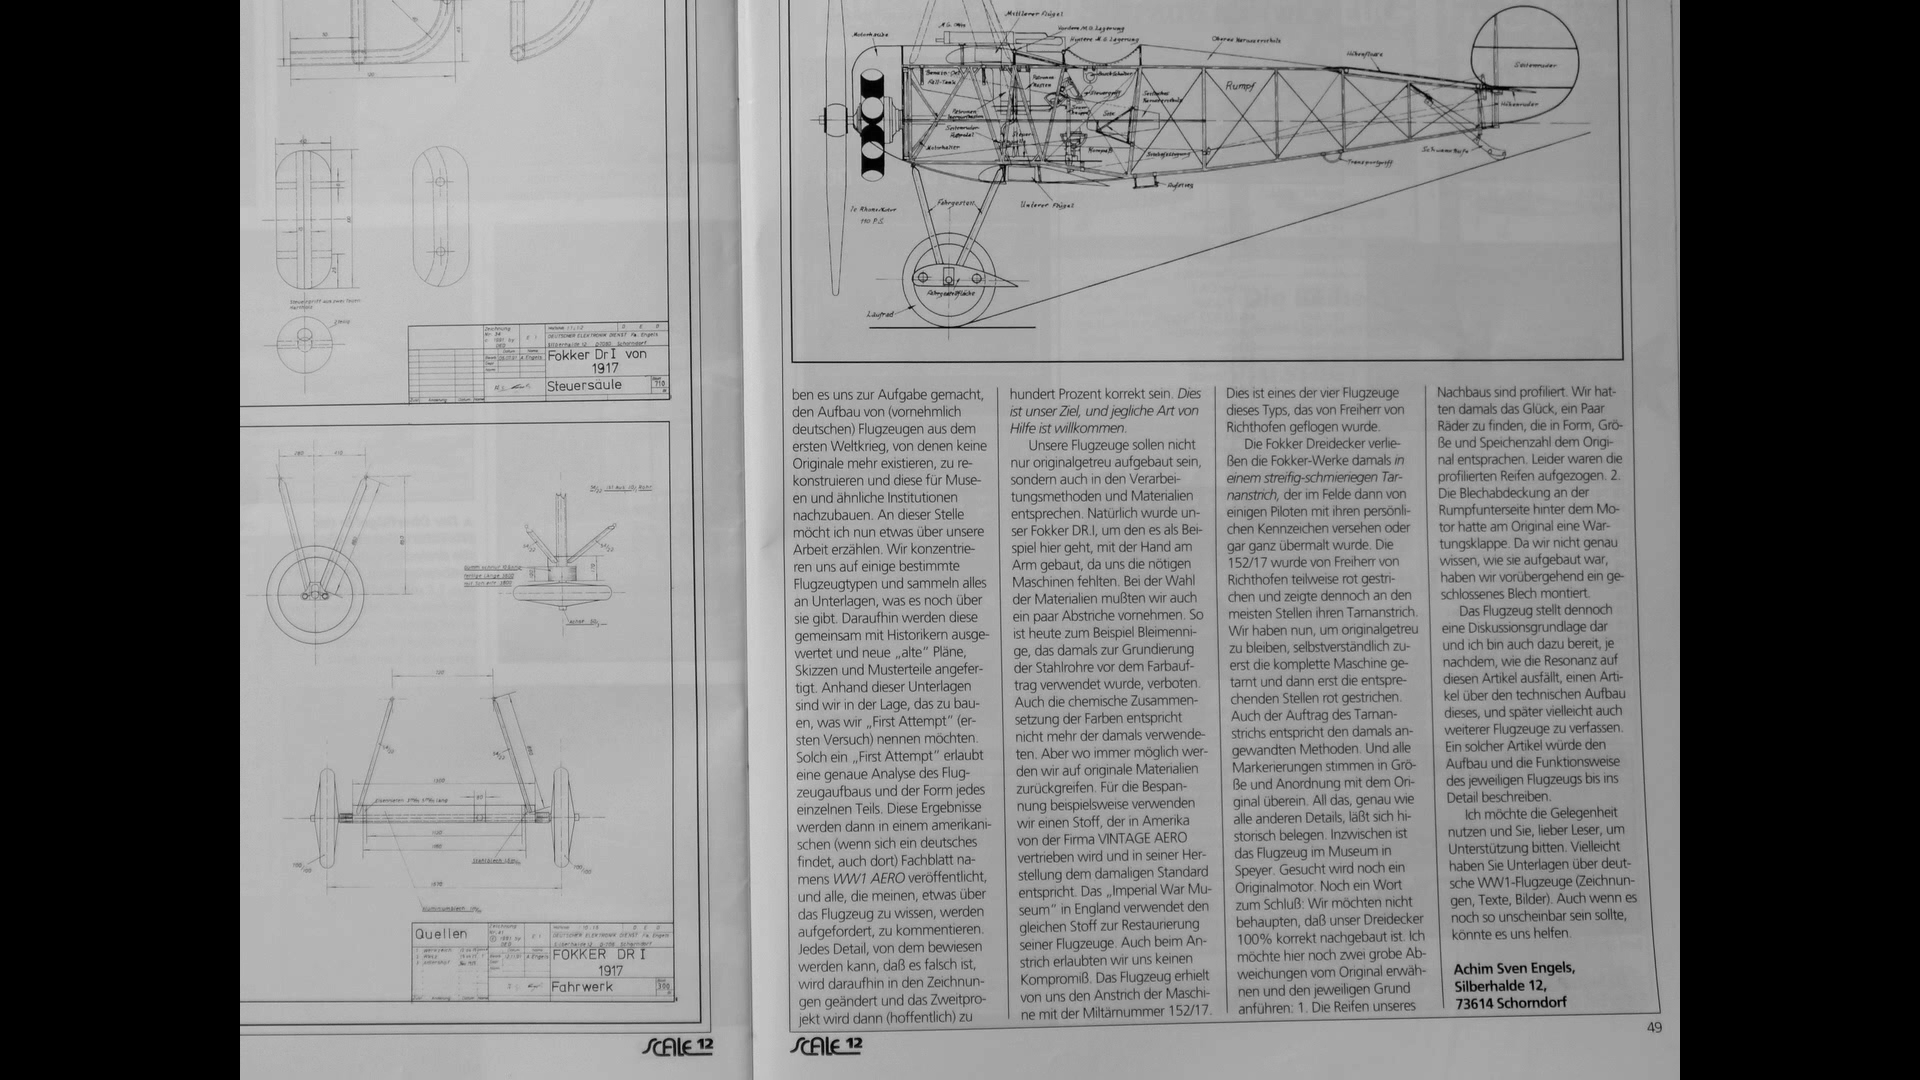 Steuersäule
Fokker Dr I von
1917
Quellen
FOKKER DR I
1917
Fahrwerk
SCALE 12
Mittlerer Flügel
Vordere M.G Lagerung
Hintere M.G Lagerung
Motorhaube
Rumpf
Seitenruder
Höhenflosse
Höhenruder
Motorhalter
Kompaß
Aufstieg
Fahrgestell
Unterer Flügel
110 P.S.
Fahrgestellfläche
Laufrad
ben es uns zur Aufgabe gemacht,
den Aufbau von (vornehmlich
deutschen) Flugzeugen aus dem
ersten Weltkrieg, von denen keine
Originale mehr existieren, zu re-
konstruieren und diese für Muse-
en und ähnliche Institutionen
nachzubauen. An dieser Stelle
möcht ich nun etwas über unsere
Arbeit erzählen. Wir konzentrie-
ren uns auf einige bestimmte
Flugzeugtypen und sammeln alles
an Unterlagen, was es noch über
sie gibt. Daraufhin werden diese
gemeinsam mit Historikern ausge-
wertet und neue „alte" Pläne,
Skizzen und Musterteile angefer-
tigt. Anhand dieser Unterlagen
sind wir in der Lage, das zu bau-
en, was wir „First Attempt" (er-
sten Versuch) nennen möchten.
Solch ein „First Attempt" erlaubt
eine genaue Analyse des Flug-
zeugaufbaus und der Form jedes
einzelnen Teils. Diese Ergebnisse
werden dann in einem amerikani-
schen (wenn sich ein deutsches
findet, auch dort) Fachblatt na-
mens WW1 AERO veröffentlicht,
und alle, die meinen, etwas über
das Flugzeug zu wissen, werden
aufgefordert, zu kommentieren.
Jedes Detail, von dem bewiesen
werden kann, daß es falsch ist,
wird daraufhin in den Zeichnun-
gen geändert und das Zweitpro-
jekt wird dann (hoffentlich) zu
hundert Prozent korrekt sein. Dies
ist unser Ziel, und jegliche Art von
Hilfe ist willkommen.
Unsere Flugzeuge sollen nicht
nur originalgetreu aufgebaut sein,
sondern auch in den Verarbei-
tungsmethoden und Materialien
entsprechen. Natürlich wurde un-
ser Fokker DR.I, um den es als Bei-
spiel hier geht, mit der Hand am
Arm gebaut, da uns die nötigen
Maschinen fehlten. Bei der Wahl
der Materialien mußten wir auch
ein paar Abstriche vornehmen. So
ist heute zum Beispiel Bleimenni-
ge, das damals zur Grundierung
der Stahlrohre vor dem Farbauf-
trag verwendet wurde, verboten.
Auch die chemische Zusammen-
setzung der Farben entspricht
nicht mehr der damals verwende-
ten. Aber wo immer möglich wer-
den wir auf originale Materialien
zurückgreifen. Für die Bespan-
nung beispielsweise verwenden
wir einen Stoff, der in Amerika
von der Firma VINTAGE AERO
vertrieben wird und in seiner Her-
stellung dem damaligen Standard
entspricht. Das „Imperial War Mu-
seum" in England verwendet den
gleichen Stoff zur Restaurierung
seiner Flugzeuge. Auch beim An-
strich erlaubten wir uns keinen
Kompromiß. Das Flugzeug erhielt
von uns den Anstrich der Maschi-
ne mit der Miltärnummer 152/17.
Dies ist eines der vier Flugzeuge
dieses Typs, das von Freiherr von
Richthofen geflogen wurde.
Die Fokker Dreidecker verlie-
ßen die Fokker-Werke damals in
einem streifig-schmieriegen Tar-
nanstrich, der im Felde dann von
einigen Piloten mit ihren persönli-
chen Kennzeichen versehen oder
gar ganz übermalt wurde. Die
152/17 wurde von Freiherr von
Richthofen teilweise rot gestri-
chen und zeigte dennoch an den
meisten Stellen ihren Tarnanstrich.
Wir haben nun, um originalgetreu
zu bleiben, selbstverständlich zu-
erst die komplette Maschine ge-
tarnt und dann erst die entspre-
chenden Stellen rot gestrichen.
Auch der Auftrag des Tarnan-
strichs entspricht den damals an-
gewandten Methoden. Und alle
Markierungen stimmen in Grö-
ße und Anordnung mit dem Ori-
ginal überein. All das, genau wie
alle anderen Details, läßt sich hi-
storisch belegen. Inzwischen ist
das Flugzeug im Museum in
Speyer. Gesucht wird noch ein
Originalmotor. Noch ein Wort
zum Schluß: Wir möchten nicht
behaupten, daß unser Dreidecker
100% korrekt nachgebaut ist. Ich
möchte hier noch zwei grobe Ab-
weichungen vom Original erwäh-
nen und den jeweiligen Grund
anführen: 1. Die Reifen unseres
Nachbaus sind profiliert. Wir hat-
ten damals das Glück, ein Paar
Räder zu finden, die in Form, Grö-
ße und Speichenzahl dem Origi-
nal entsprachen. Leider waren die
profilierten Reifen aufgezogen. 2.
Die Blechabdeckung an der
Rumpfunterseite hinter dem Mo-
tor hatte am Original eine War-
tungsklappe. Da wir nicht genau
wissen, wie sie aufgebaut war,
haben wir vorübergehend ein ge-
schlossenes Blech montiert.
Das Flugzeug stellt dennoch
eine Diskussionsgrundlage dar
und ich bin auch dazu bereit, je
nachdem, wie die Resonanz auf
diesen Artikel ausfällt, einen Arti-
kel über den technischen Aufbau
dieses, und später vielleicht auch
weiterer Flugzeuge zu verfassen.
Ein solcher Artikel würde den
Aufbau und die Funktionsweise
des jeweiligen Flugzeugs bis ins
Detail beschreiben.
Ich möchte die Gelegenheit
nutzen und Sie, lieber Leser, um
Unterstützung bitten. Vielleicht
haben Sie Unterlagen über deut-
sche WW1-Flugzeuge (Zeichnun-
gen, Texte, Bilder). Auch wenn es
noch so unscheinbar sein sollte,
könnte es uns helfen.
Achim Sven Engels,
Silberhalde 12,
73614 Schorndorf
SCALE 12
49